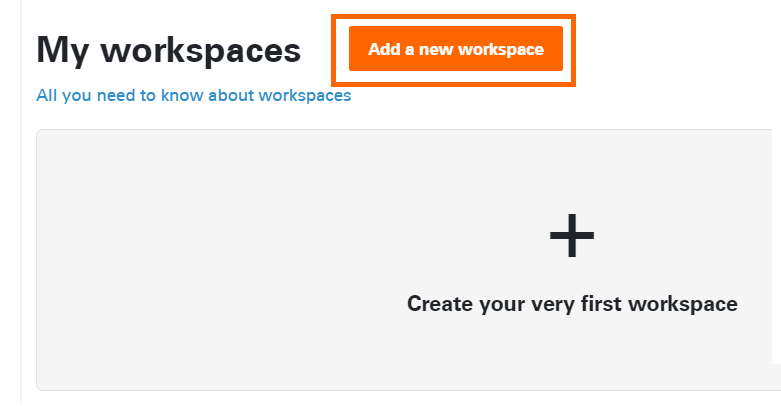 My workspaces
Add a new workspace
All you need to know about workspaces
Create your very first workspace